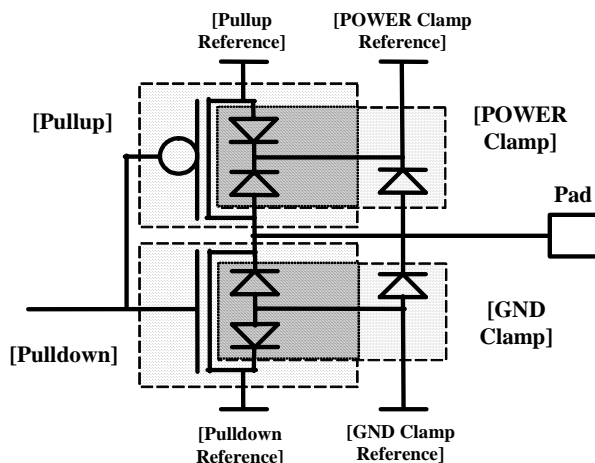 [Pullup
Reference]
[POWER Clamp
Reference]
[Pullup]
[POWER
Clamp]
Pad
[Pulldown]
[GND
Clamp]
[Pulldown
Reference]
[GND Clamp
Reference]